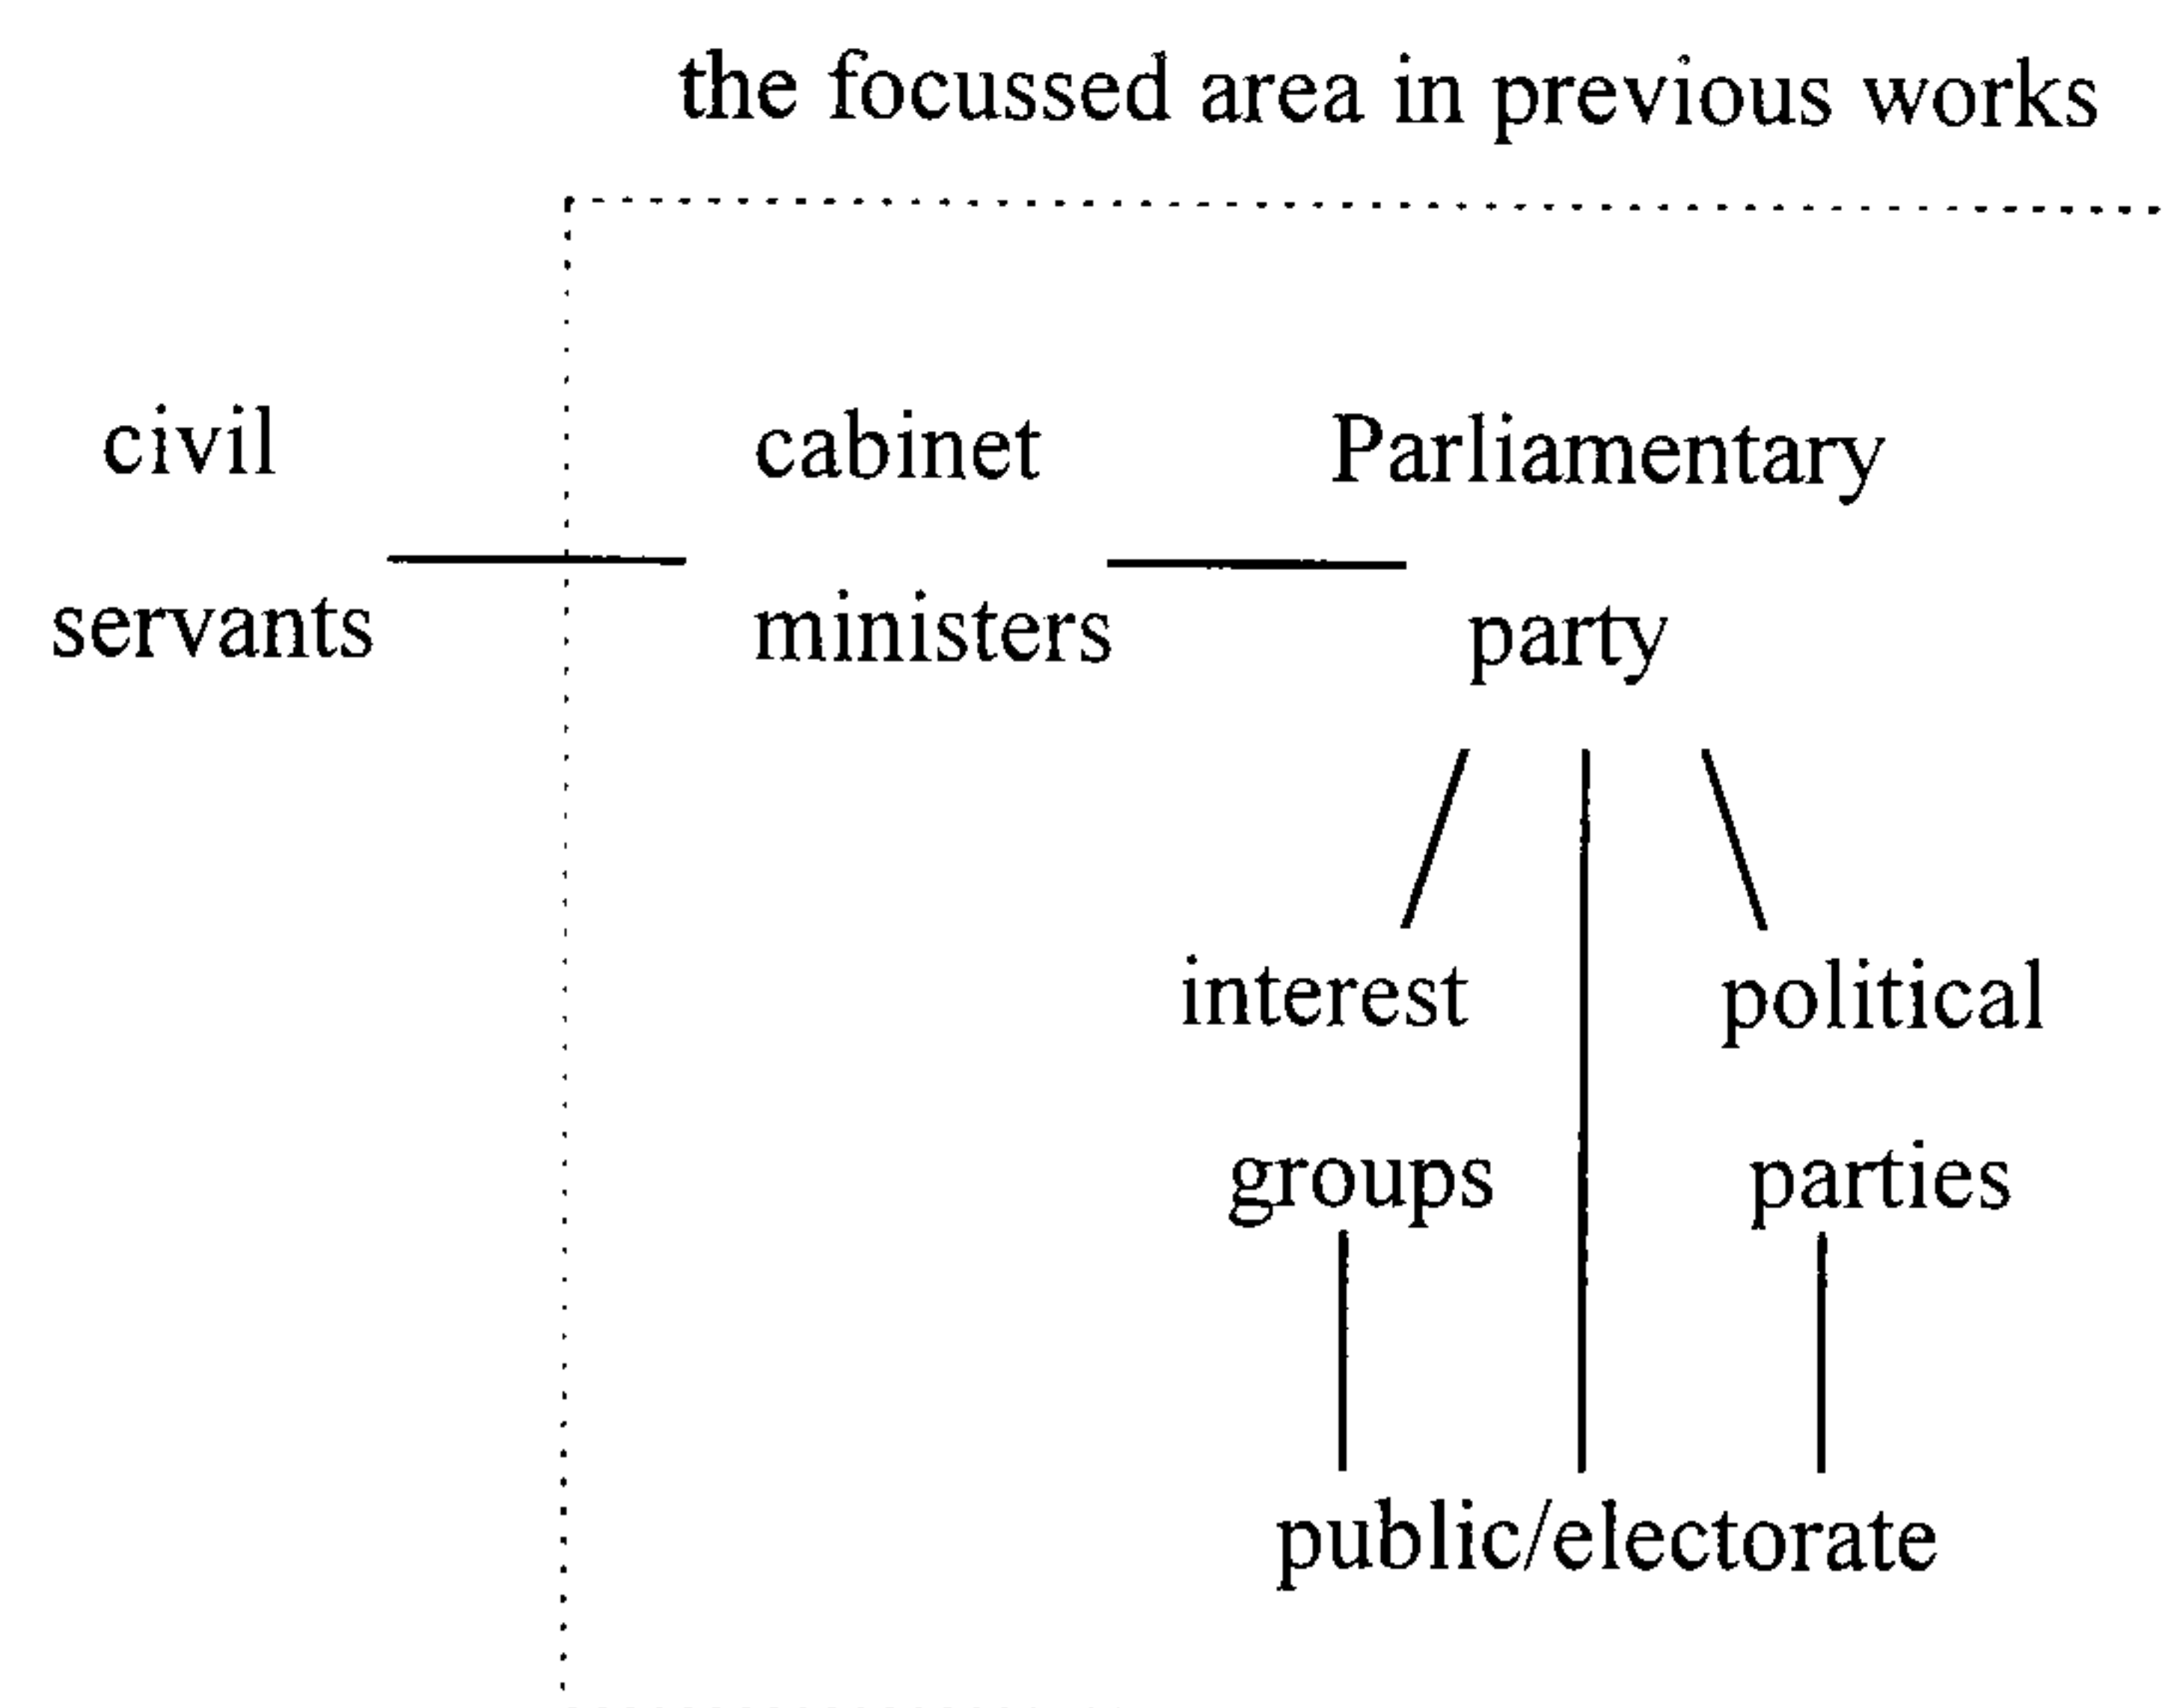 the focussed area in previous works
civil
servants
cabinet
ministers
Parliamentary
party
interest
groups
political
parties
public/electorate